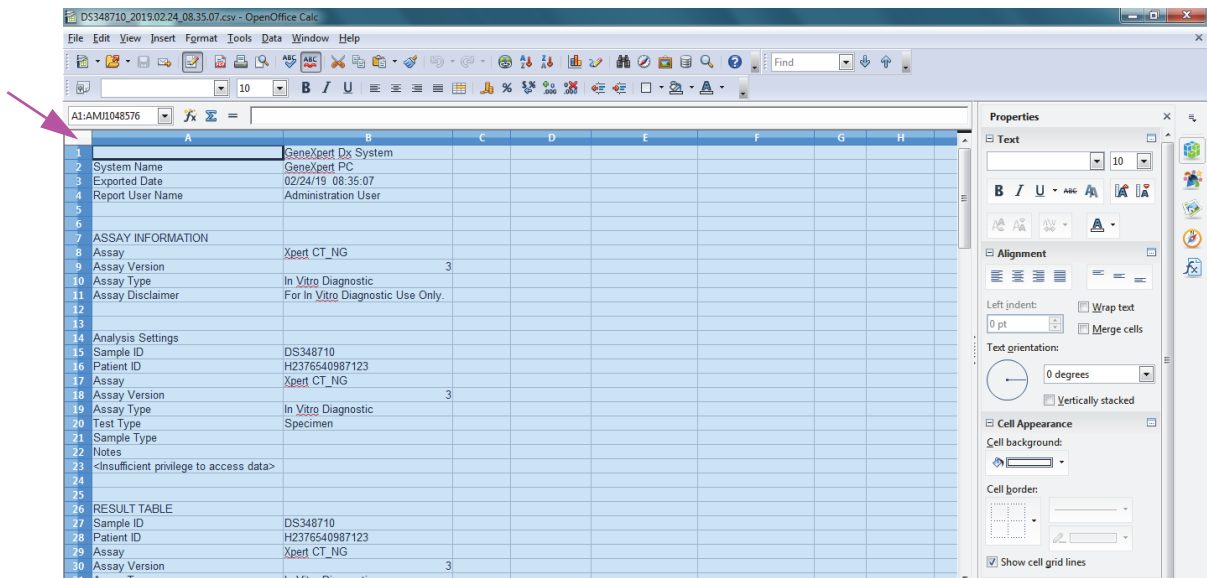 DS348710_2019.02.24_08.35.07.csv - OpenOffice Calc
File Edit View Insert Format Tools Data Window Help
Find
10
A1:AMJ1048576
A B C D E F G H
1 GeneXpert Dx System
2 System Name GeneXpert PC
3 Exported Date 02/24/19 08:35:07
4 Report User Name Administration User
5
6
7 ASSAY INFORMATION
8 Assay Xpert CT_NG
9 Assay Version 3
10 Assay Type In Vitro Diagnostic
11 Assay Disclaimer For In Vitro Diagnostic Use Only.
12
13
14 Analysis Settings
15 Sample ID DS348710
16 Patient ID H2376540987123
17 Assay Xpert CT_NG
18 Assay Version 3
19 Assay Type In Vitro Diagnostic
20 Test Type Specimen
21 Sample Type
22 Notes
23 <Insufficient privilege to access data>
24
25
26 RESULT TABLE
27 Sample ID DS348710
28 Patient ID H2376540987123
29 Assay Xpert CT_NG
30 Assay Version 3
Properties
Text
10
Alignment
Left indent:
Wrap text
0 pt
Merge cells
Text orientation:
0 degrees
Vertically stacked
Cell Appearance
Cell background:
Cell border:
Show cell grid lines